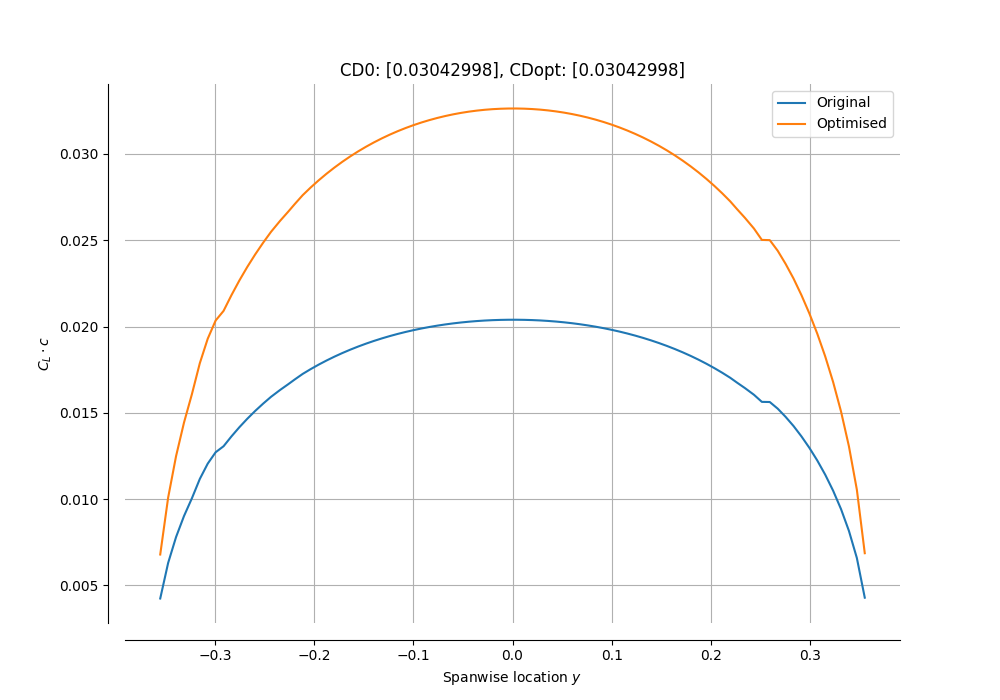 CD0: [0.03042998], CDopt: [0.03042998]
Original
Optimised
0.030
0.025
0.020
0.015
0.010
0.005
C_L · c
−0.3 −0.2 −0.1 0.0 0.1 0.2 0.3
Spanwise location y